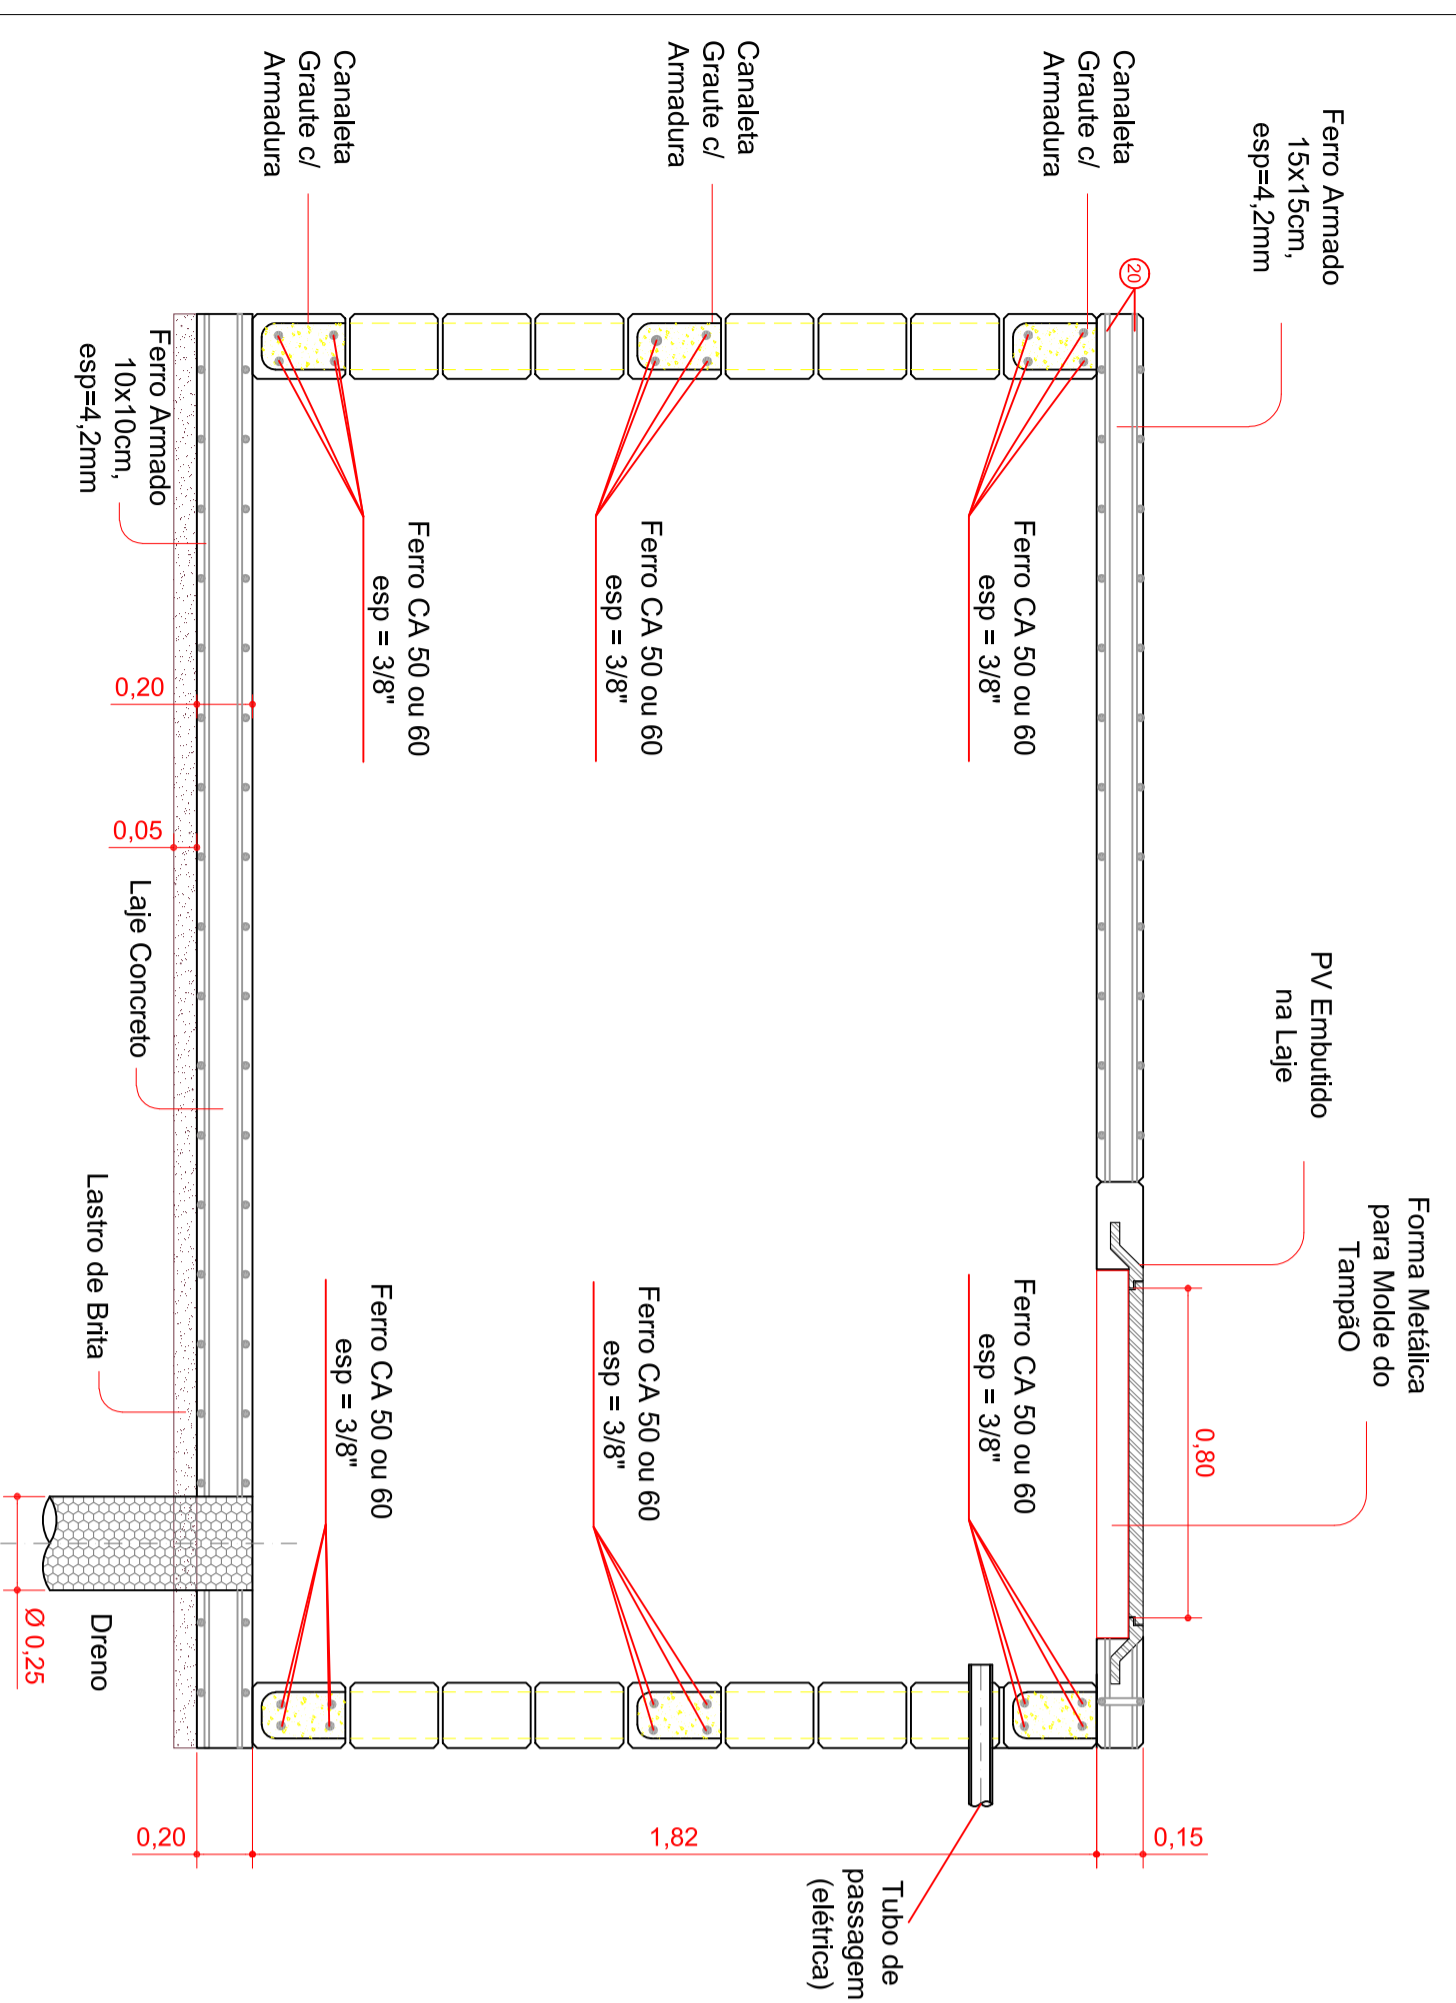 Forma Metálica
para Molde do
TampãO
PV Embutido
na Laje
Ferro Armado
15x15cm,
esp=4,2mm
20
0,80
0,15
Canaleta
Graute c/
Armadura
Ferro CA 50 ou 60
esp = 3/8"
Ferro CA 50 ou 60
esp = 3/8"
Tubo de
passagem
(elétrica)
Canaleta
Graute c/
Armadura
Ferro CA 50 ou 60
esp = 3/8"
Ferro CA 50 ou 60
esp = 3/8"
1,82
Canaleta
Graute c/
Armadura
Ferro CA 50 ou 60
esp = 3/8"
Ferro CA 50 ou 60
esp = 3/8"
0,20
Ferro Armado
10x10cm,
esp=4,2mm
0,20
0,05
Laje Concreto
Lastro de Brita
Dreno
Ø 0,25